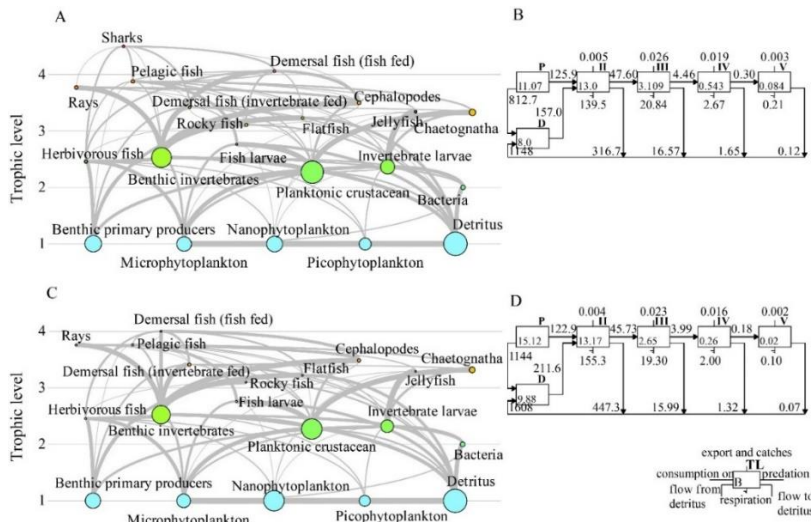 A
Sharks
Demersal fish (fish fed)
Pelagic fish
4
Rays
Demersal fish (invertebrate fed)
Cephalopodes
Rocky fish
Flatfish
Jellyfish
Chaetognatha
3
Herbivorous fish
Fish larvae
Invertebrate larvae
Benthic invertebrates
Planktonic crustacean
2
Bacteria
Benthic primary producers
Nanophytoplankton
Detritus
1
Microphytoplankton
Picophytoplankton
Trophic level
B
0.005
0.026
0.019
0.003
P
125.9
II
47.60
III
4.46
IV
0.30
V
11.07
13.0
3.109
0.543
0.084
812.7
139.5
20.84
2.67
0.21
157.0
D
8.0
1148
316.7
16.57
1.65
0.12
C
Demersal fish (fish fed)
4
Rays
Pelagic fish
Cephalopodes
Demersal fish (invertebrate fed)
Flatfish
Chaetognatha
Rocky fish
Jellyfish
3
Herbivorous fish
Fish larvae
Invertebrate larvae
Benthic invertebrates
Planktonic crustacean
2
Bacteria
Benthic primary producers
Nanophytoplankton
Detritus
1
Microphytoplankton
Picophytoplankton
Trophic level
D
0.004
0.023
0.016
0.002
P
122.9
II
45.73
III
3.99
IV
0.18
V
15.12
13.17
2.65
0.26
0.02
1144
155.3
19.30
2.00
0.10
211.6
D
9.88
1608
447.3
15.99
1.32
0.07
export and catches
TL
consumption on
predation
B
flow from
detritus
respiration
flow to
detritus